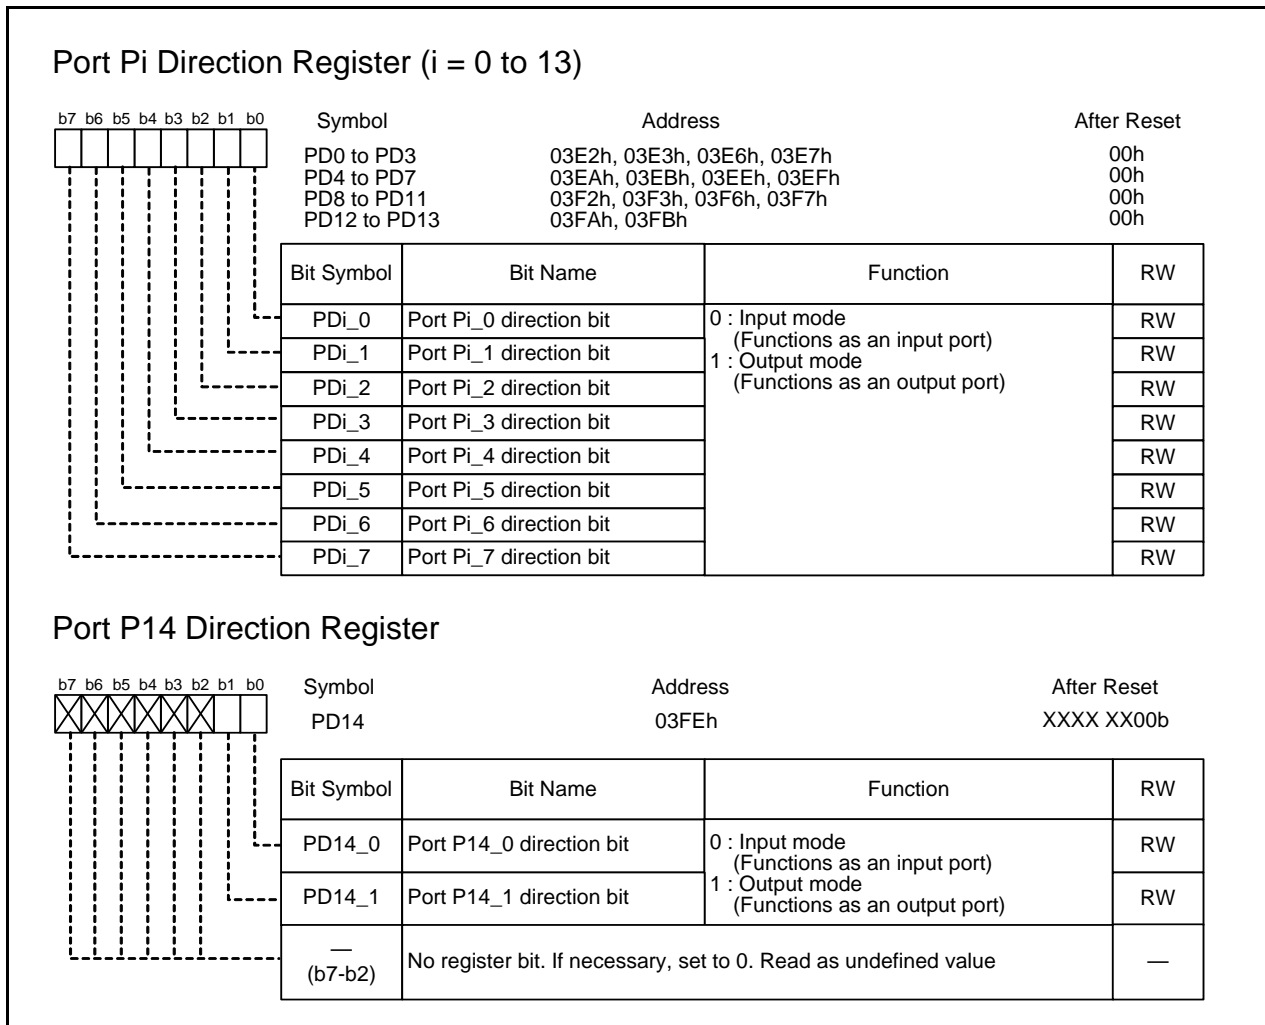 Port Pi Direction Register (i = 0 to 13)
b7 b6 b5 b4 b3 b2 b1 b0
Symbol Address After Reset
PD0 to PD3 03E2h, 03E3h, 03E6h, 03E7h 00h
PD4 to PD7 03EAh, 03EBh, 03EEh, 03EFh 00h
PD8 to PD11 03F2h, 03F3h, 03F6h, 03F7h 00h
PD12 to PD13 03FAh, 03FBh 00h
Bit Symbol Bit Name Function RW
PDi_0 Port Pi_0 direction bit 0 : Input mode RW
(Functions as an input port)
PDi_1 Port Pi_1 direction bit 1 : Output mode RW
(Functions as an output port)
PDi_2 Port Pi_2 direction bit RW
PDi_3 Port Pi_3 direction bit RW
PDi_4 Port Pi_4 direction bit RW
PDi_5 Port Pi_5 direction bit RW
PDi_6 Port Pi_6 direction bit RW
PDi_7 Port Pi_7 direction bit RW
Port P14 Direction Register
b7 b6 b5 b4 b3 b2 b1 b0
Symbol Address After Reset
PD14 03FEh XXXX XX00b
Bit Symbol Bit Name Function RW
PD14_0 Port P14_0 direction bit 0 : Input mode RW
(Functions as an input port)
PD14_1 Port P14_1 direction bit 1 : Output mode RW
(Functions as an output port)
—
(b7-b2) No register bit. If necessary, set to 0. Read as undefined value —